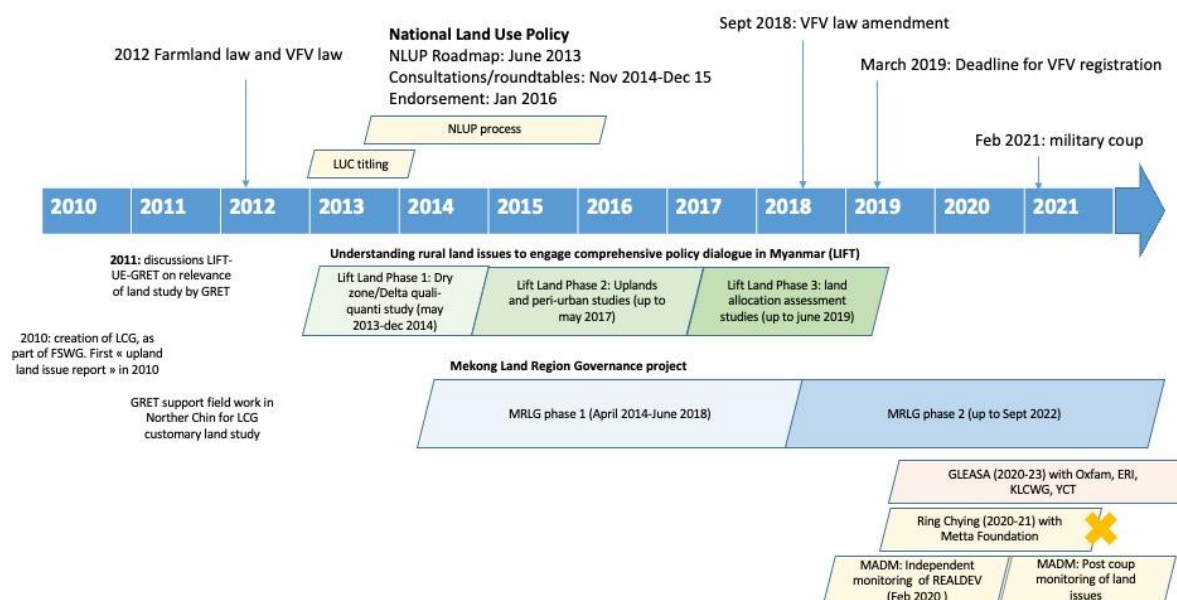 National Land Use Policy
NLUP Roadmap: June 2013
Consultations/roundtables: Nov 2014-Dec 15
Endorsement: Jan 2016
Sept 2018: VFV law amendment
2012 Farmland law and VFV law
March 2019: Deadline for VFV registration
Feb 2021: military coup
NLUP process
LUC titling
2010
2011
2012
2013
2014
2015
2016
2017
2018
2019
2020
2021
2011: discussions LIFT-
UE-GRET on relevance
of land study by GRET
Understanding rural land issues to engage comprehensive policy dialogue in Myanmar (LIFT)
Lift Land Phase 1: Dry
zone/Delta quali-
quanti study (may
2013-dec 2014)
Lift Land Phase 2: Uplands
and peri-urban studies (up to
may 2017)
Lift Land Phase 3: land
allocation assessment
studies (up to june 2019)
2010: creation of LCG, as
part of FSWG. First « upland
land issue report » in 2010
GRET support field work in
Norther Chin for LCG
customary land study
Mekong Land Region Governance project
MRLG phase 1 (April 2014-June 2018)
MRLG phase 2 (up to Sept 2022)
GLEASA (2020-23) with Oxfam, ERI,
KLCWG, YCT
Ring Chying (2020-21) with
Metta Foundation
MADM: Independent
monitoring of REALDEV
(Feb 2020 )
MADM: Post coup
monitoring of land
issues